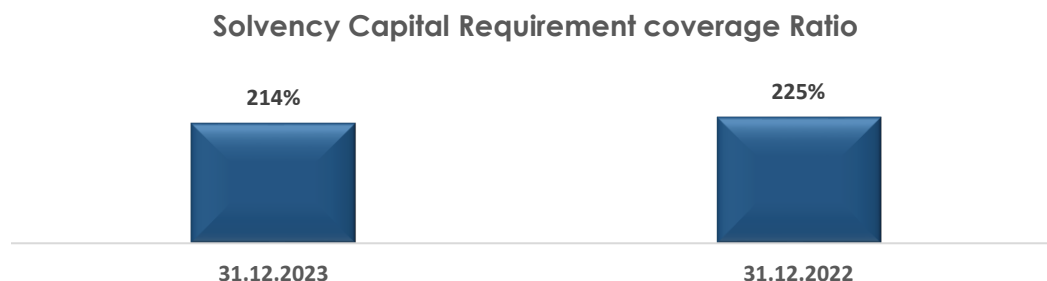 Solvency Capital Requirement coverage Ratio
214%
225%
31.12.2023
31.12.2022